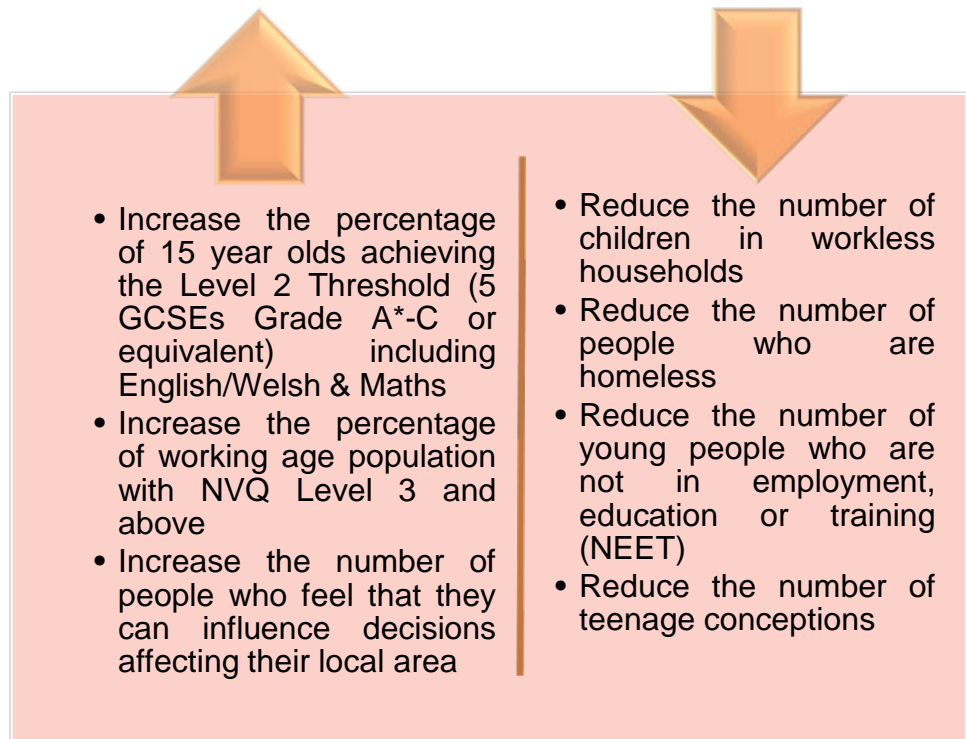 • Increase the percentage
of 15 year olds achieving
the Level 2 Threshold (5
GCSEs Grade A*-C or
equivalent) including
English/Welsh & Maths
• Increase the percentage
of working age population
with NVQ Level 3 and
above
• Increase the number of
people who feel that they
can influence decisions
affecting their local area
• Reduce the number of
children in workless
households
• Reduce the number of
people who are
homeless
• Reduce the number of
young people who are
not in employment,
education or training
(NEET)
• Reduce the number of
teenage conceptions